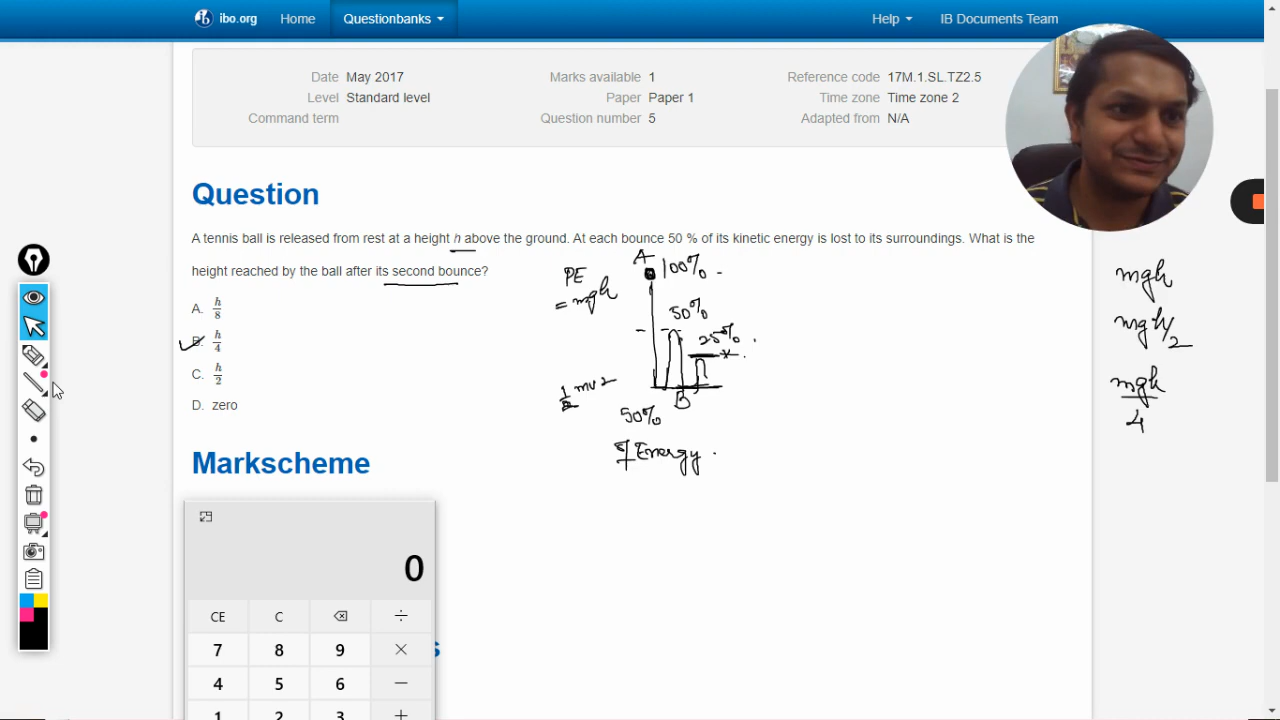 ibo.org Home Questionbanks Help IB Documents Team
Date May 2017 Marks available 1 Reference code 17M.1.SL.TZ2.5
Level Standard level Paper Paper 1 Time zone Time zone 2
Command term Question number 5 Adapted from N/A
Question
A tennis ball is released from rest at a height h above the ground. At each bounce 50 % of its kinetic energy is lost to its surroundings. What is the
height reached by the ball after its second bounce?
A. h/8
B. h/4
C. h/2
D. zero
A 100%
PE
= mgh
50%
25%
1/2 mv2
B
50%
of Energy
mgh
mgh/2
mgh/4
Markscheme
0
CE C ÷
7 8 9 ×
4 5 6 −
1 2 3 +
s